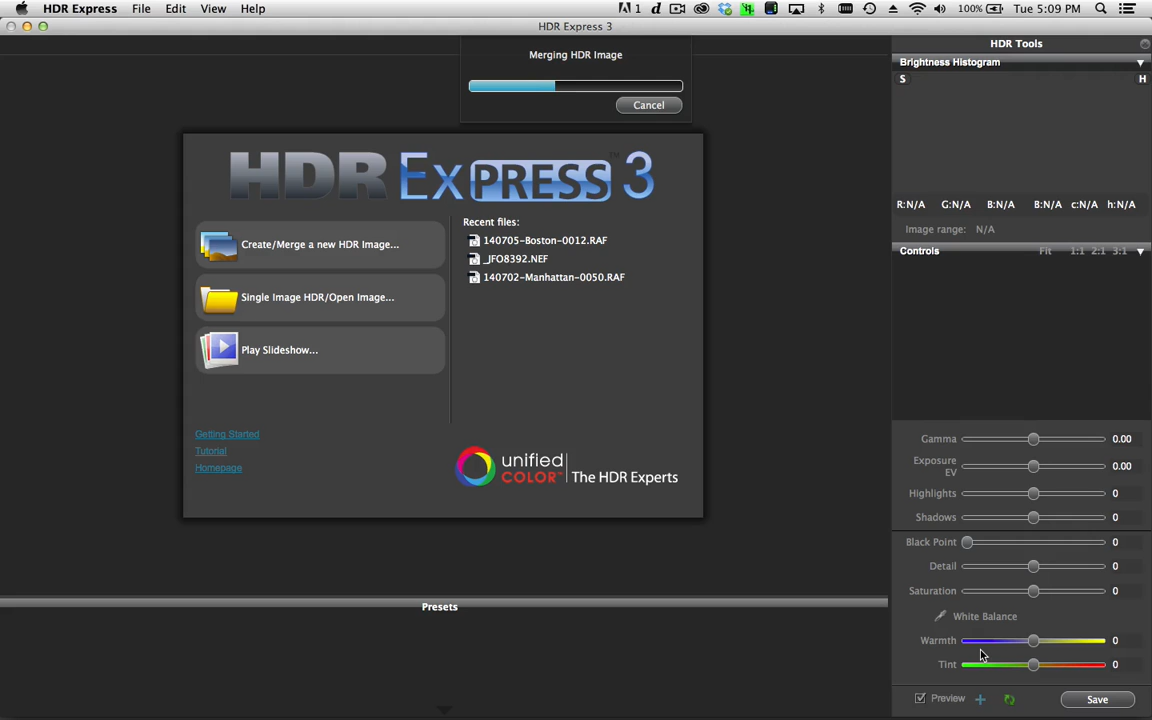 HDR Express File Edit View Help 1 100% Tue 5:09 PM
HDR Express 3
Merging HDR Image
Cancel
HDR Express™ 3
Create/Merge a new HDR Image...
Single Image HDR/Open Image...
Play Slideshow...
Recent files:
140705-Boston-0012.RAF
_JFO8392.NEF
140702-Manhattan-0050.RAF
Getting Started
Tutorial
Homepage
unified COLOR™ The HDR Experts
Presets
HDR Tools
Brightness Histogram
S H
R:N/A G:N/A B:N/A B:N/A c:N/A h:N/A
Image range: N/A
Controls Fit 1:1 2:1 3:1
Gamma 0.00
Exposure EV 0.00
Highlights 0
Shadows 0
Black Point 0
Detail 0
Saturation 0
White Balance
Warmth 0
Tint 0
Preview Save